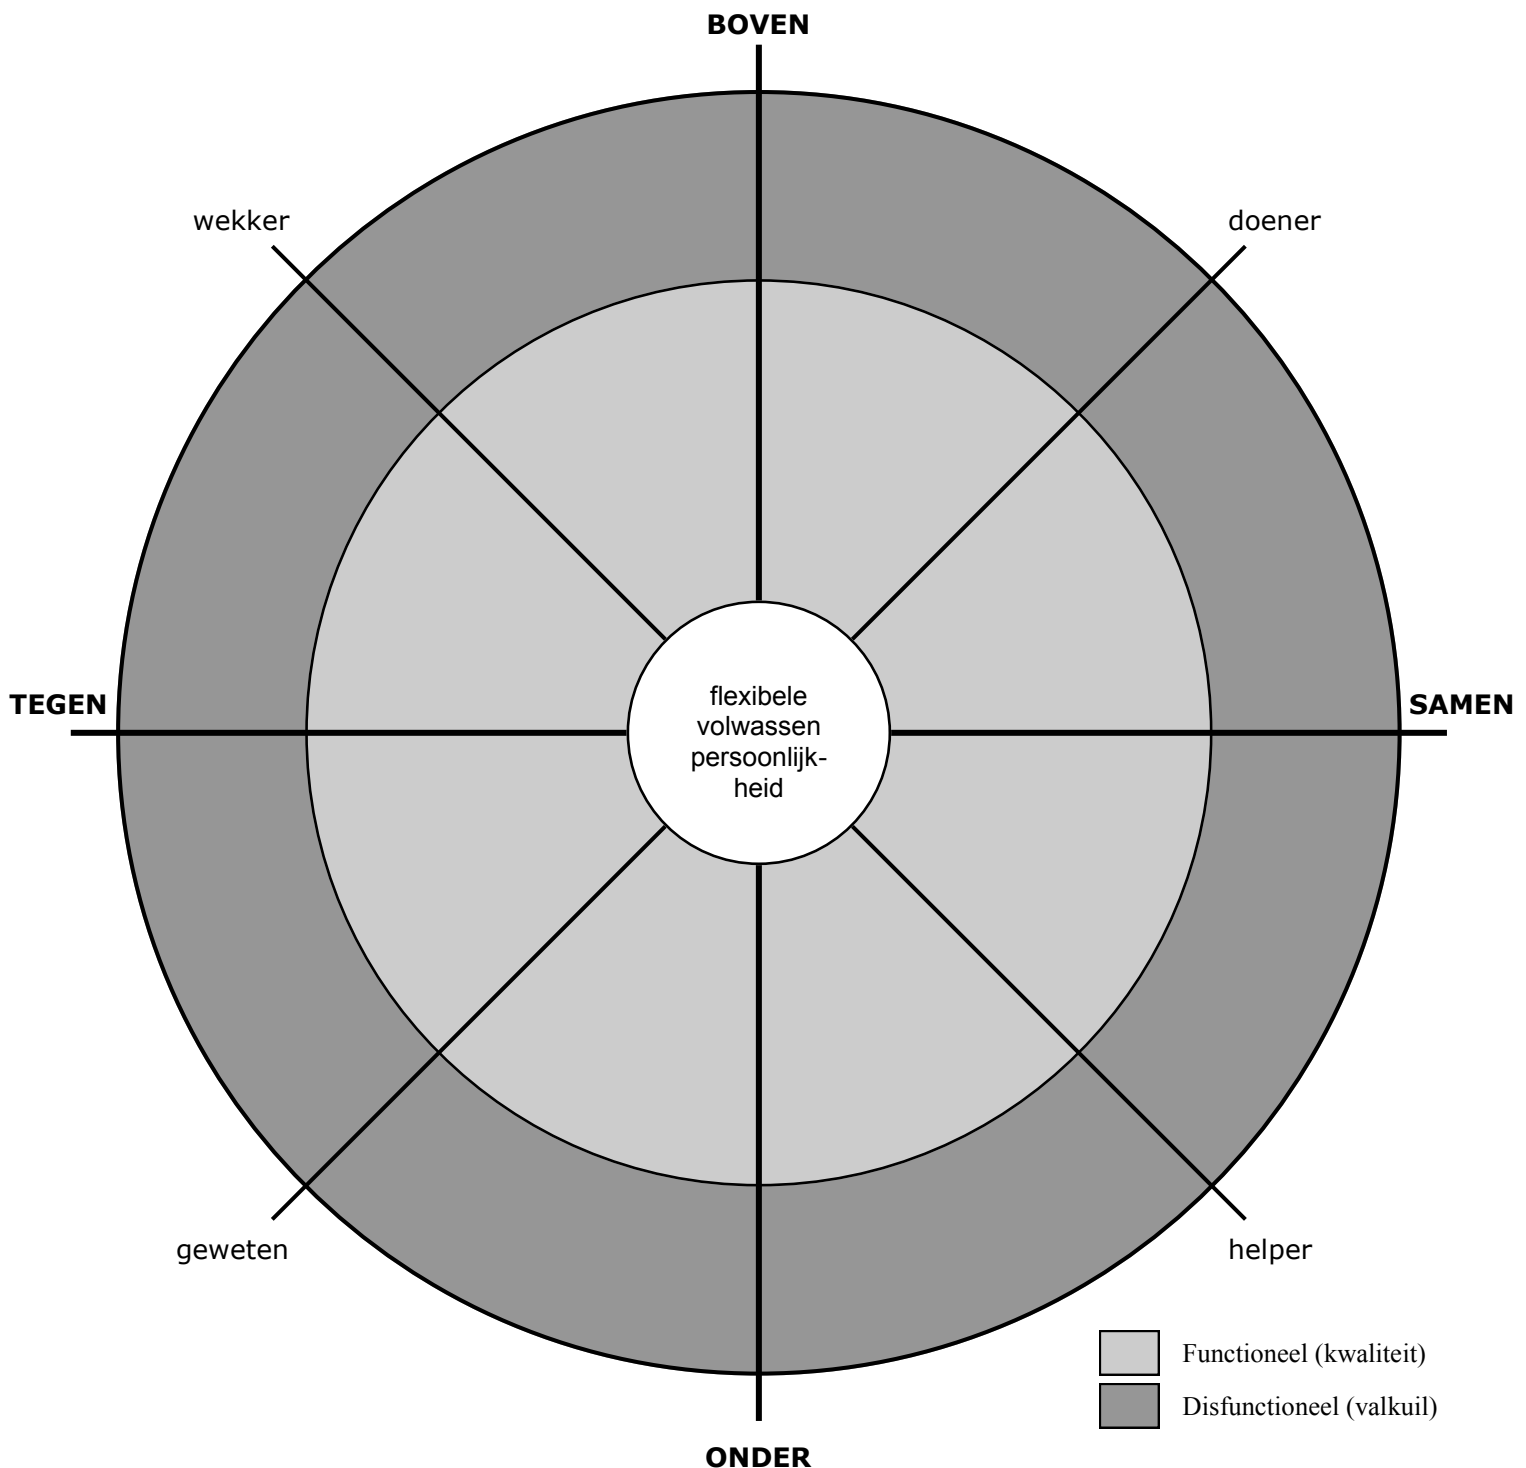 BOVEN
wekker
doener
TEGEN
SAMEN
flexibele
volwassen
persoonlijk-
heid
geweten
helper
Functioneel (kwaliteit)
Disfunctioneel (valkuil)
ONDER